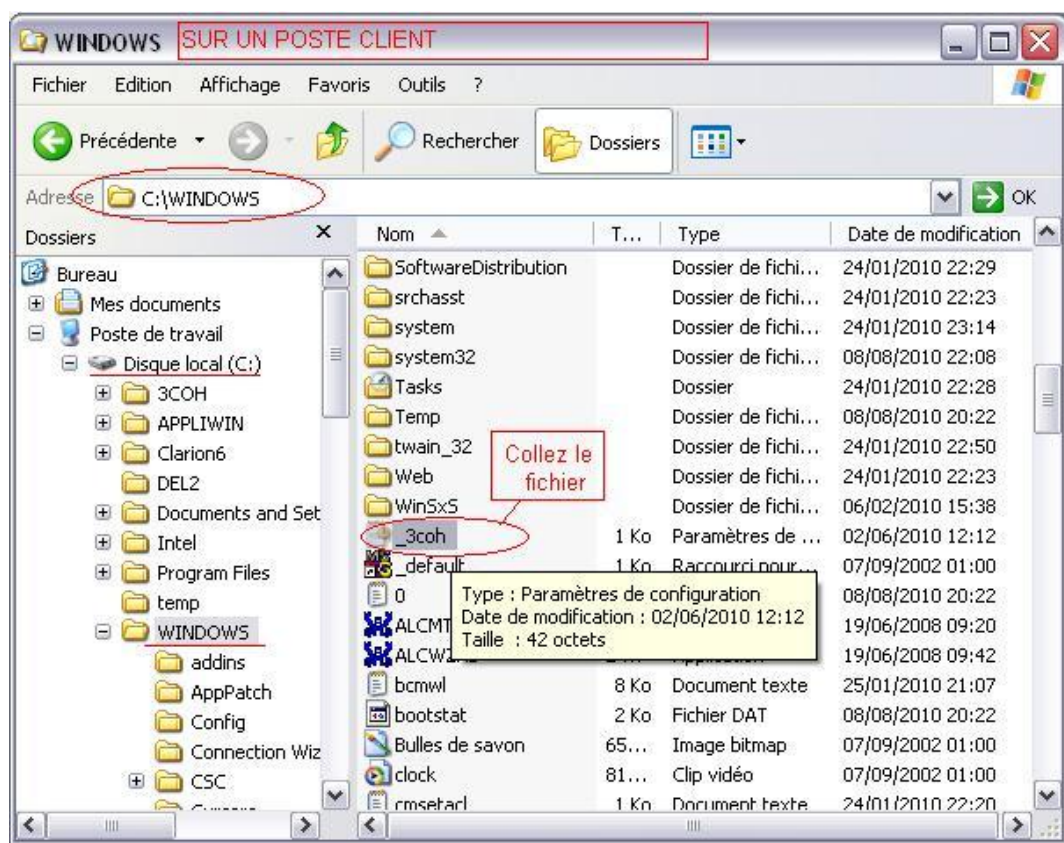 WINDOWS SUR UN POSTE CLIENT
Fichier Edition Affichage Favoris Outils ?
Précédente Rechercher Dossiers
Adresse C:\WINDOWS OK
Dossiers × Nom T... Type Date de modification
Bureau
Mes documents
Poste de travail
Disque local (C:)
3COH
APPLIWIN
Clarion6
DEL2
Documents and Set
Intel
Program Files
temp
WINDOWS
addins
AppPatch
Config
Connection Wiz
CSC
SoftwareDistribution Dossier de fichi... 24/01/2010 22:29
srchasst Dossier de fichi... 24/01/2010 22:23
system Dossier de fichi... 24/01/2010 23:14
system32 Dossier de fichi... 08/08/2010 22:08
Tasks Dossier 24/01/2010 22:28
Temp Dossier de fichi... 08/08/2010 20:22
twain_32 Dossier de fichi... 24/01/2010 22:50
Web Dossier de fichi... 24/01/2010 22:23
WinSxS Dossier de fichi... 06/02/2010 15:38
Collez le
fichier
_3coh 1 Ko Paramètres de ... 02/06/2010 12:12
_default 1 Ko Raccourci pour... 07/09/2002 01:00
0 08/08/2010 20:22
ALCMT 19/06/2008 09:20
19/06/2008 09:42
Type : Paramètres de configuration
Date de modification : 02/06/2010 12:12
Taille : 42 octets
bcmwl 8 Ko Document texte 25/01/2010 21:07
bootstat 2 Ko Fichier DAT 08/08/2010 20:22
Bulles de savon 65... Image bitmap 07/09/2002 01:00
clock 81... Clip vidéo 07/09/2002 01:00
cmsetacl 1 Ko Document texte 24/01/2010 22:20